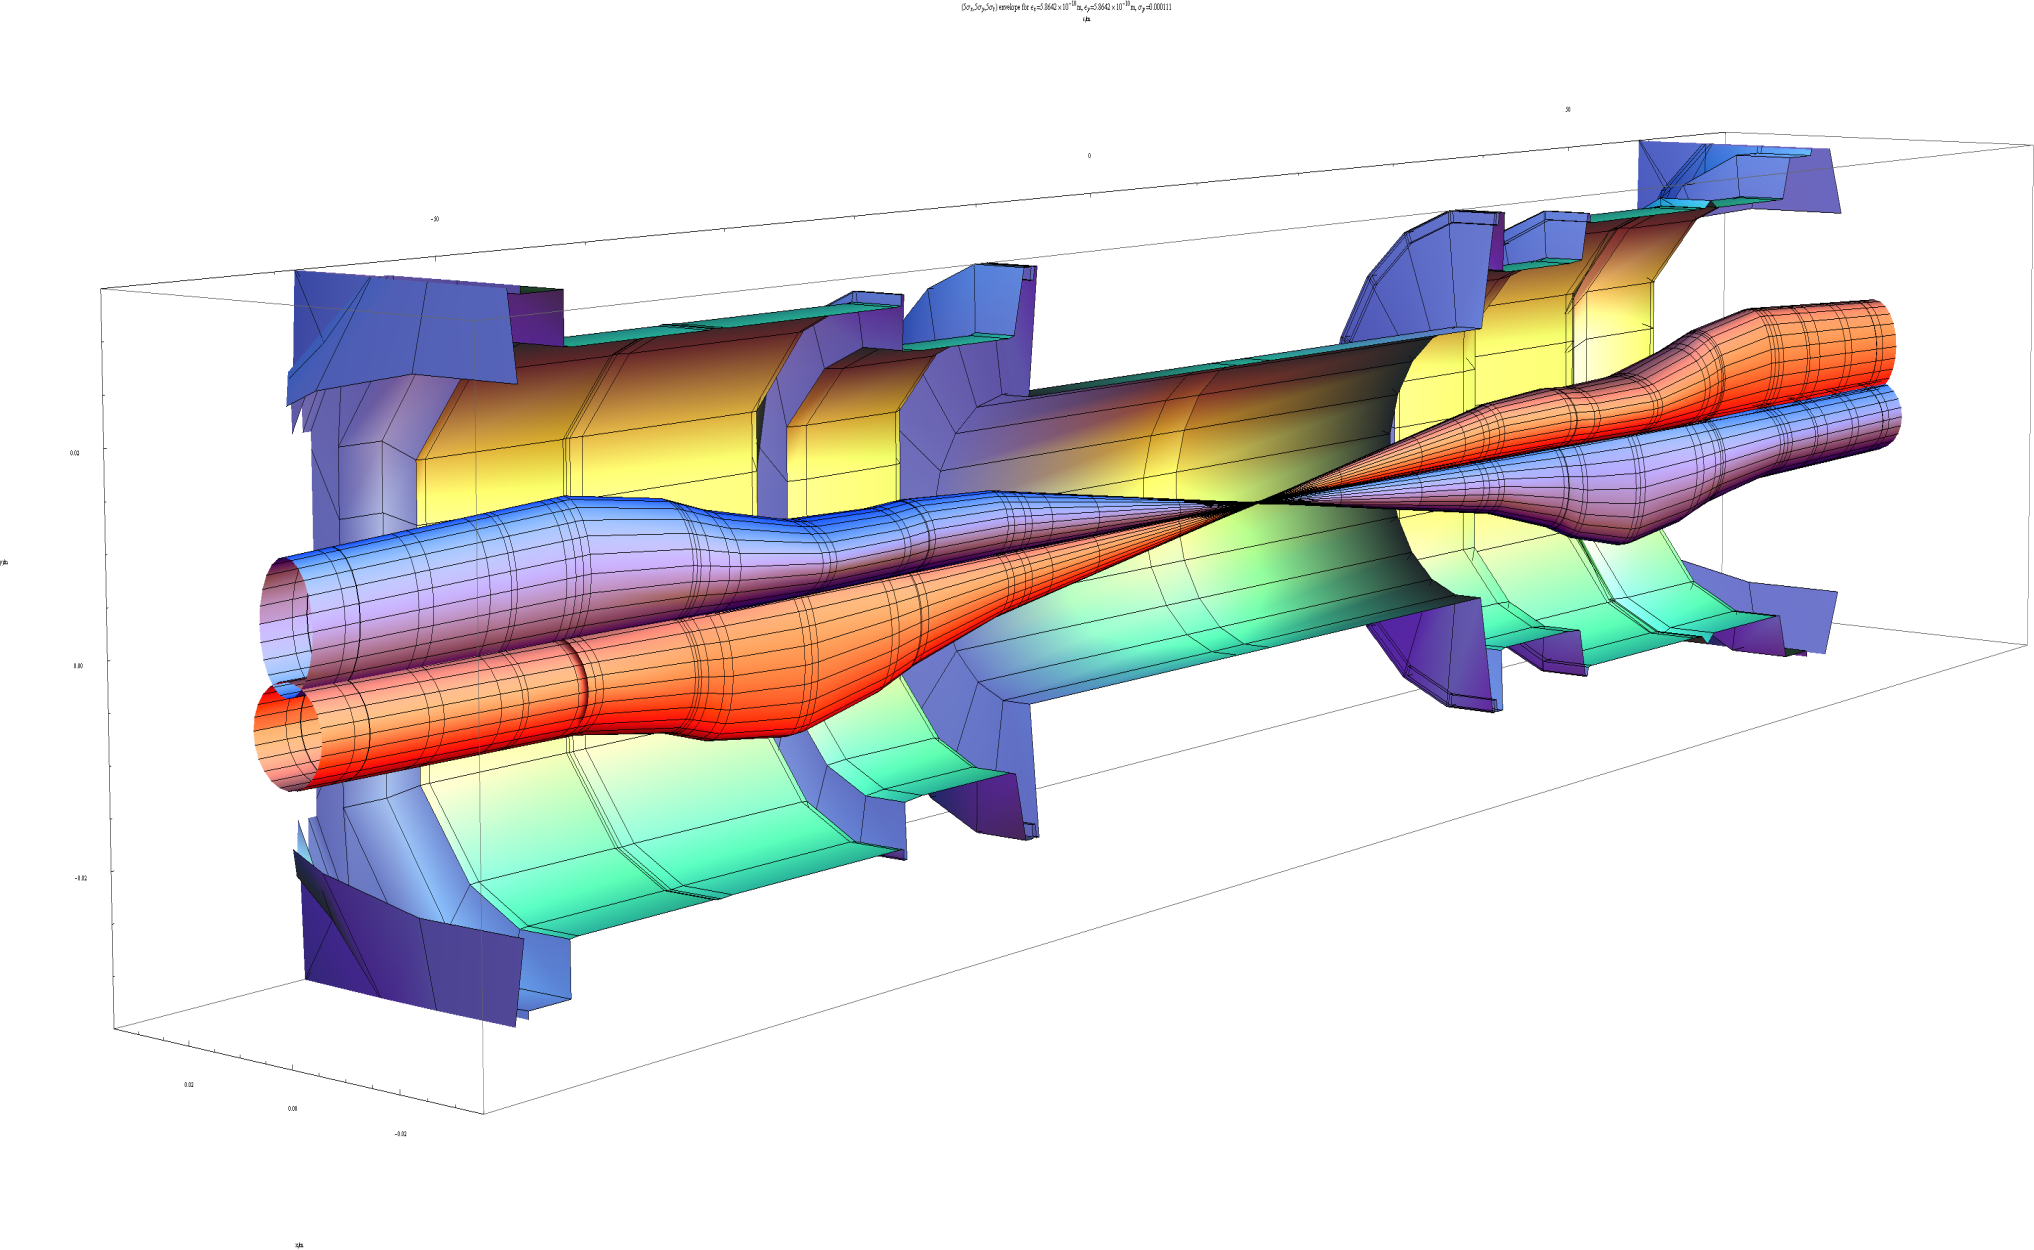 (5σx,5σy,5σt) envelope for εx=5.8642×10⁻¹⁰m, εy=5.8642×10⁻¹⁰m, σp=0.000111
s/m
50
0
-50
0.02
y/m
0.00
-0.02
0.02
0.00
-0.02
x/m